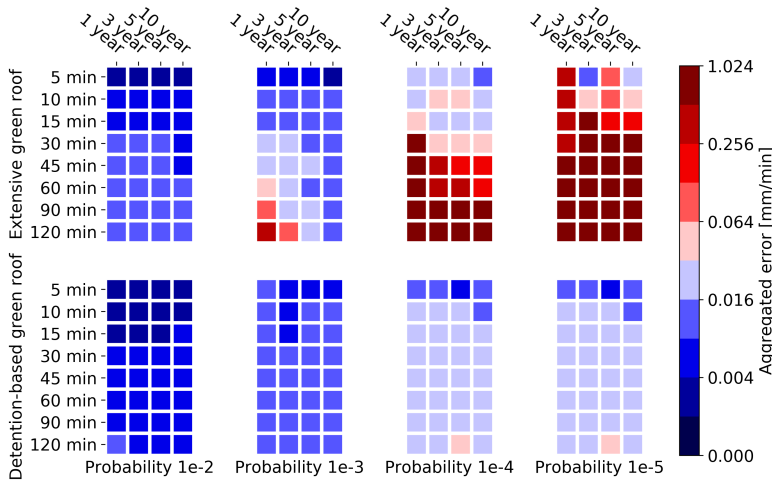 1 year 3 year 5 year 10 year 1 year 3 year 5 year 10 year 1 year 3 year 5 year 10 year 1 year 3 year 5 year 10 year
Extensive green roof
5 min
10 min
15 min
30 min
45 min
60 min
90 min
120 min
Detention-based green roof
5 min
10 min
15 min
30 min
45 min
60 min
90 min
120 min
Probability 1e-2 Probability 1e-3 Probability 1e-4 Probability 1e-5
1.024
0.256
0.064
0.016
0.004
0.000
Aggregated error [mm/min]